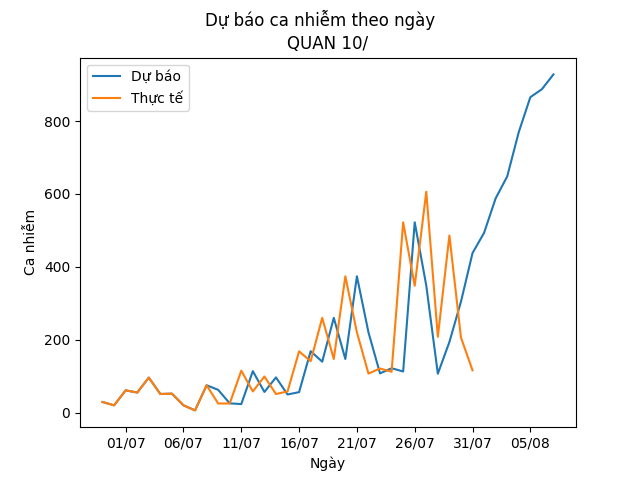 Dự báo ca nhiễm theo ngày
QUAN 10/
Dự báo
Thực tế
Ca nhiễm
800
600
400
200
0
01/07 06/07 11/07 16/07 21/07 26/07 31/07 05/08
Ngày